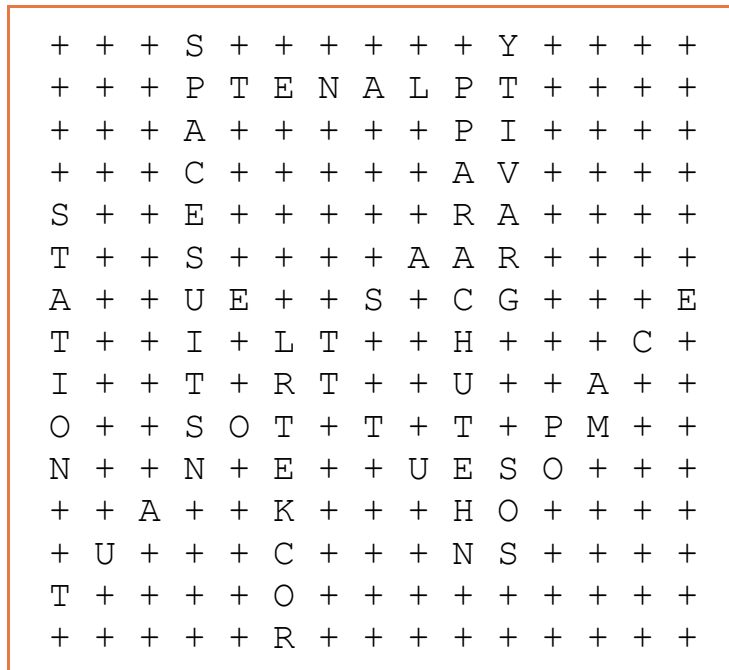 + + + S + + + + + + Y + + + +
+ + + P T E N A L P T + + + +
+ + + A + + + + + P I + + + +
+ + + C + + + + + A V + + + +
S + + E + + + + + R A + + + +
T + + S + + + + A A R + + + +
A + + U E + + S + C G + + + E
T + + I + L T + + H + + + C +
I + + T + R T + + U + + A + +
O + + S O T + T + T + P M + +
N + + N + E + + U E S O + + +
+ + A + + K + + + H O + + + +
+ U + + + C + + + N S + + + +
T + + + + O + + + + + + + + +
+ + + + + R + + + + + + + + +